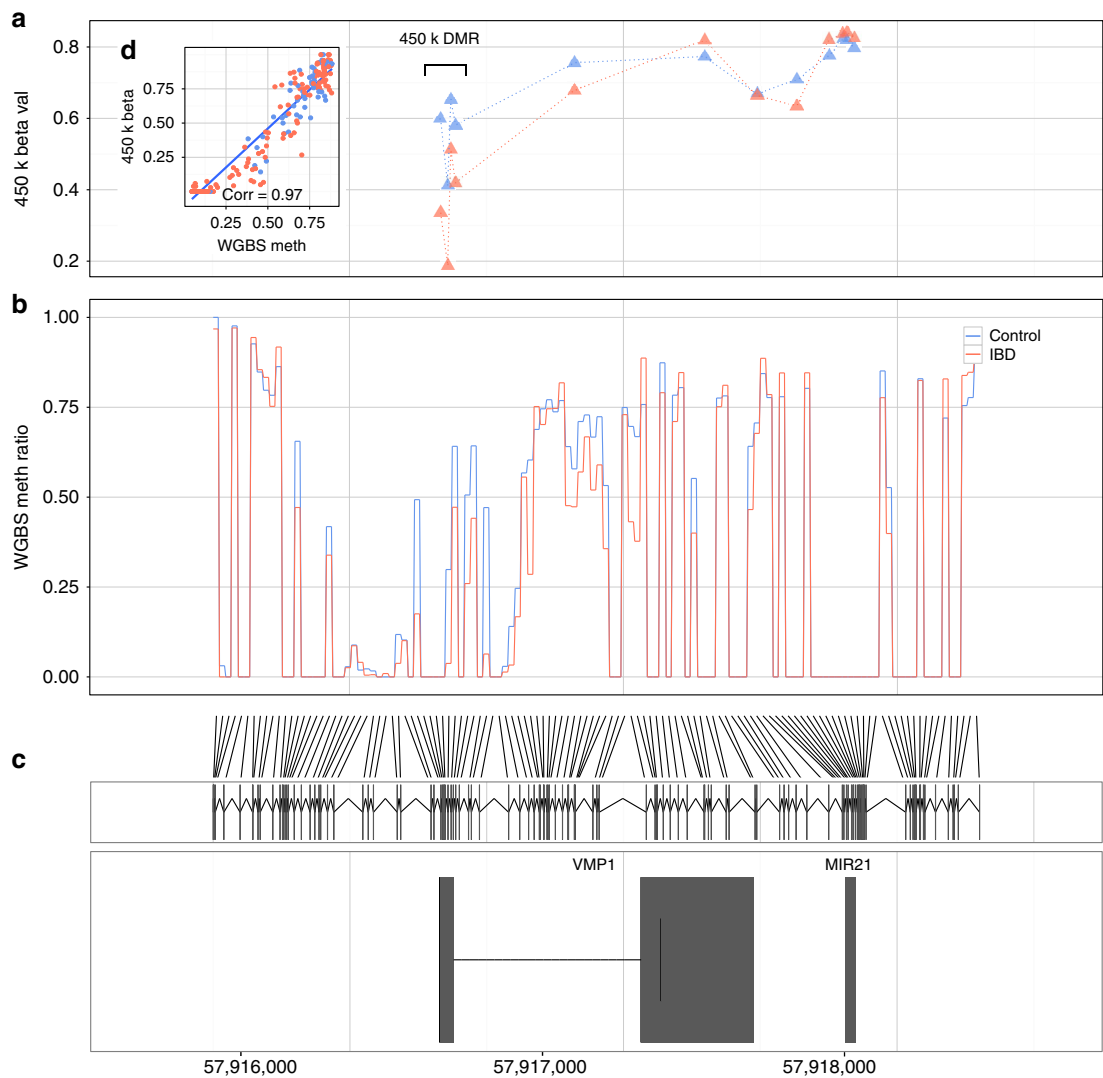 a
0.8
0.6
0.4
0.2
450 k beta val
450 k DMR
d
0.75
0.50
0.25
450 k beta
Corr = 0.97
0.25 0.50 0.75
WGBS meth
b
1.00
0.75
0.50
0.25
0.00
WGBS meth ratio
Control
IBD
c
VMP1 MIR21
57,916,000 57,917,000 57,918,000